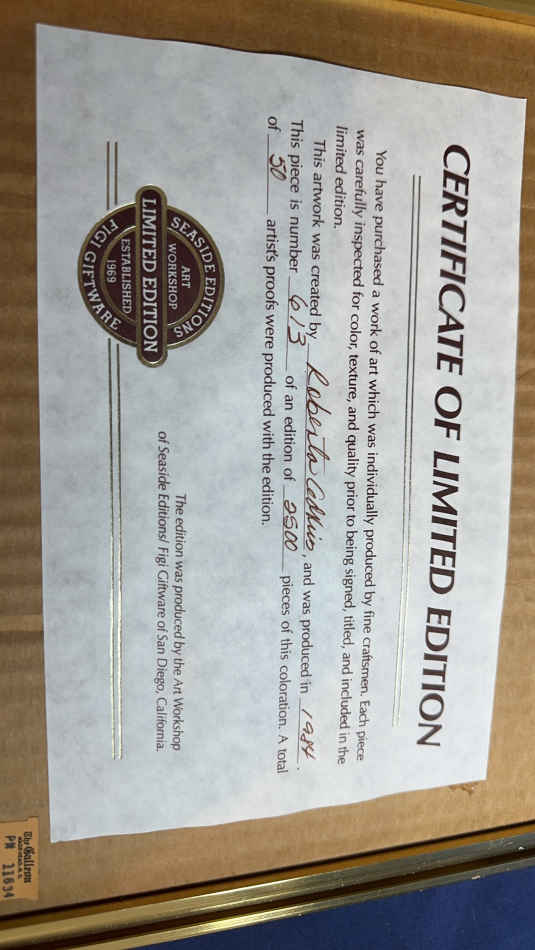 CERTIFICATE OF LIMITED EDITION
You have purchased a work of art which was individually produced by fine craftsmen. Each piece
was carefully inspected for color, texture, and quality prior to being signed, titled, and included in the
limited edition.
This artwork was created by Roberta , and was produced in 1984.
This piece is number 613 of an edition of 2500 pieces of this coloration. A total
of 50 artist's proofs were produced with the edition.
SEASIDE EDITIONS
ART
WORKSHOP
LIMITED EDITION
ESTABLISHED
1969
FIGI GIFTWARE
The edition was produced by the Art Workshop
of Seaside Editions/ Figi Giftware of San Diego, California.
PN 11634